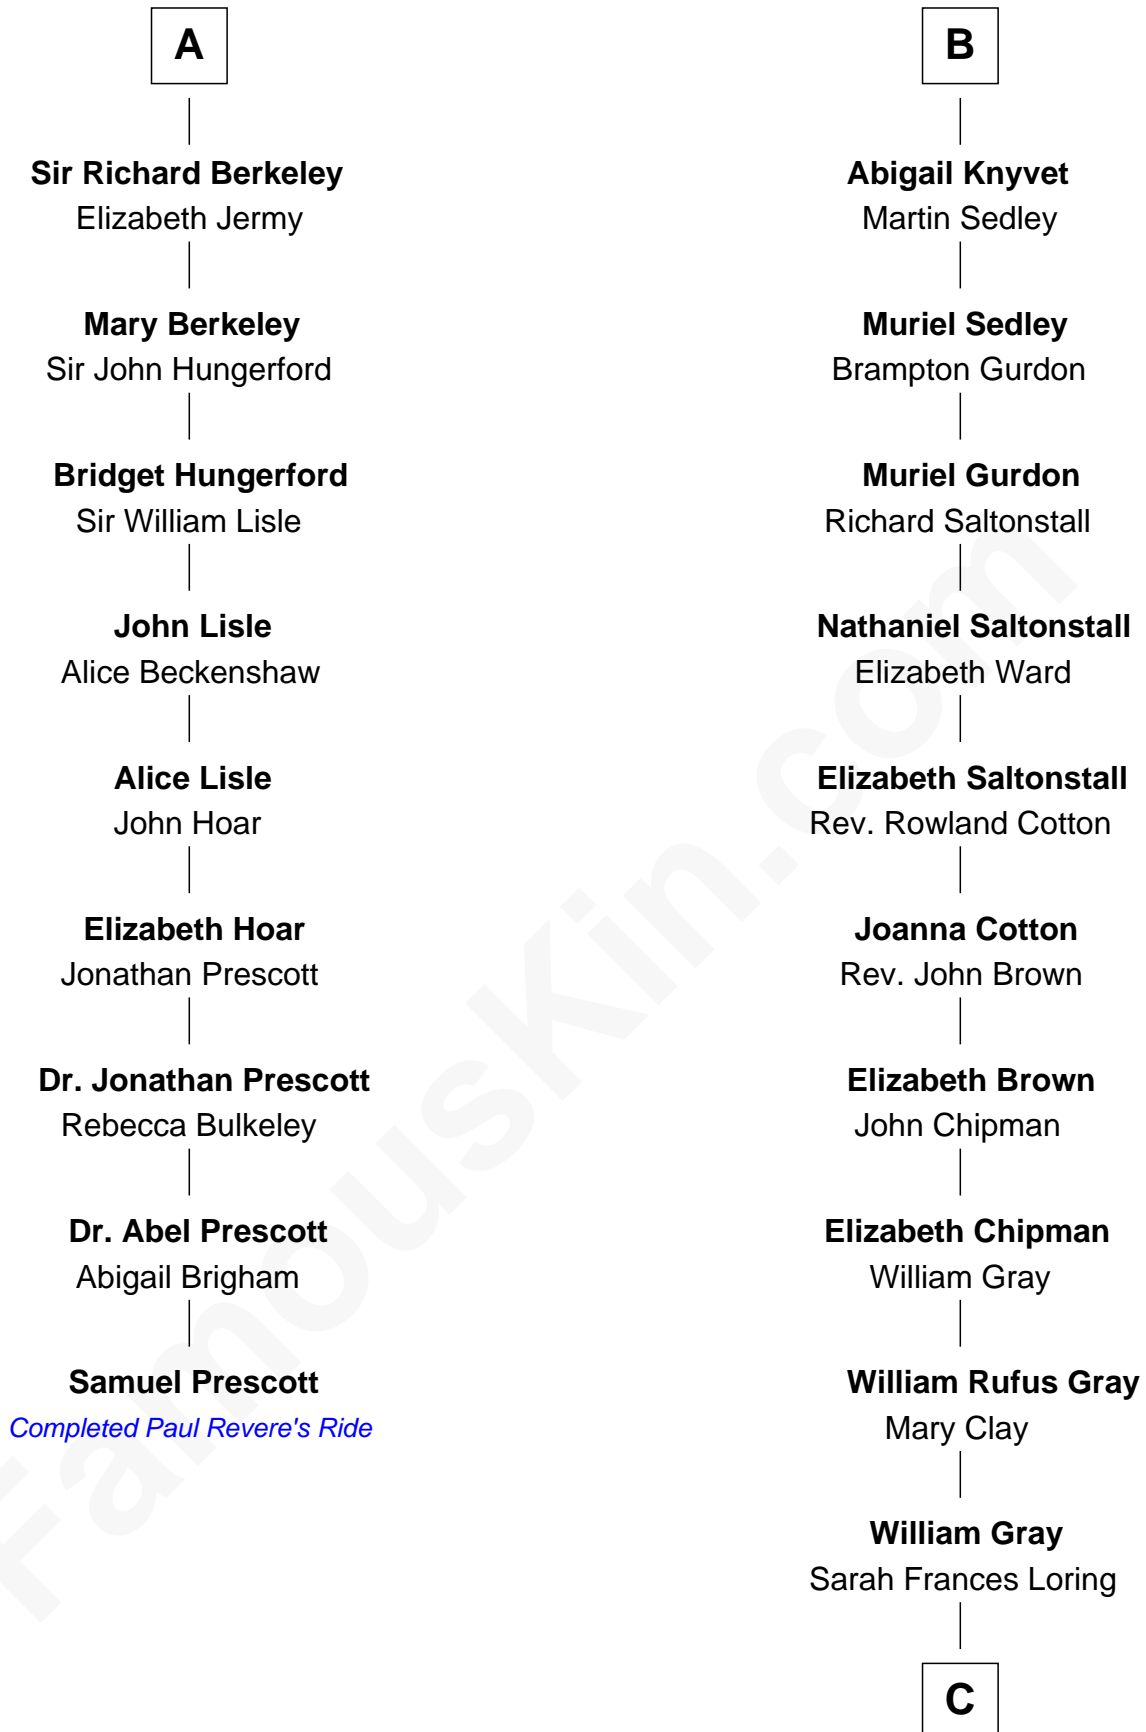 A
Sir Richard Berkeley
Elizabeth Jermy
Mary Berkeley
Sir John Hungerford
Bridget Hungerford
Sir William Lisle
John Lisle
Alice Beckenshaw
Alice Lisle
John Hoar
Elizabeth Hoar
Jonathan Prescott
Dr. Jonathan Prescott
Rebecca Bulkeley
Dr. Abel Prescott
Abigail Brigham
Samuel Prescott
Completed Paul Revere's Ride
B
Abigail Knyvet
Martin Sedley
Muriel Sedley
Brampton Gurdon
Muriel Gurdon
Richard Saltonstall
Nathaniel Saltonstall
Elizabeth Ward
Elizabeth Saltonstall
Rev. Rowland Cotton
Joanna Cotton
Rev. John Brown
Elizabeth Brown
John Chipman
Elizabeth Chipman
William Gray
William Rufus Gray
Mary Clay
William Gray
Sarah Frances Loring
C
FamousKin.com